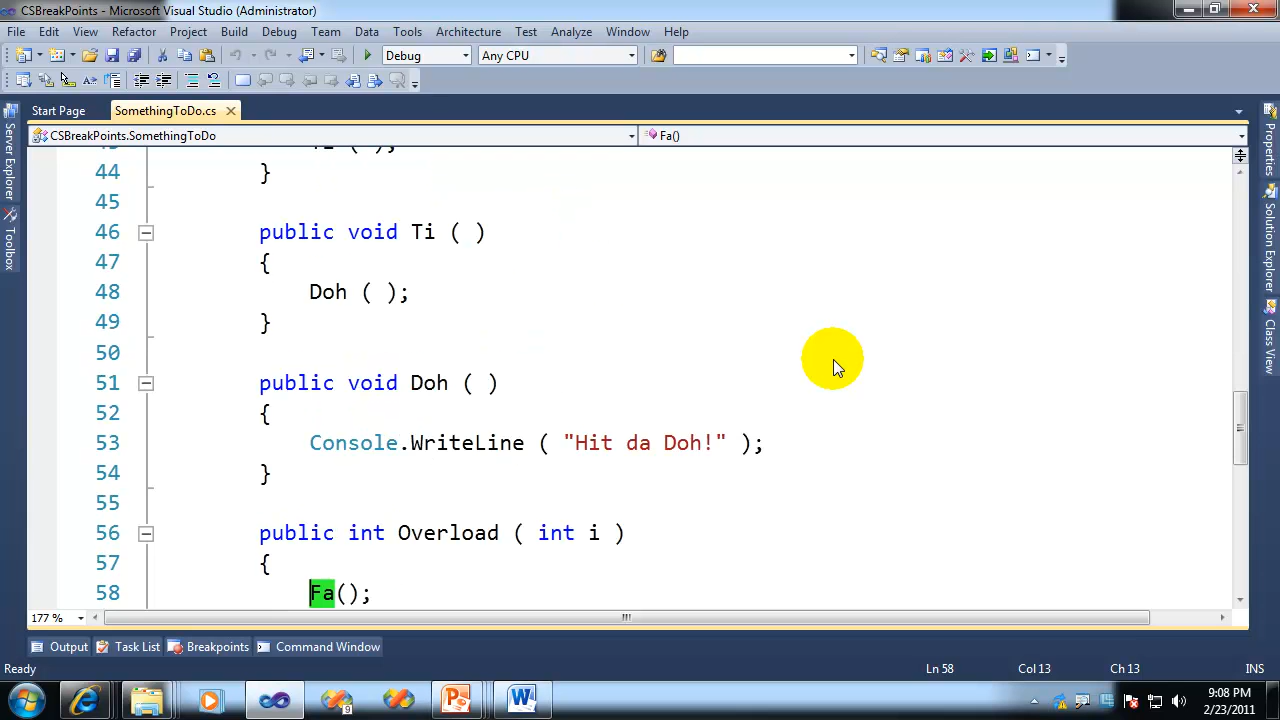 CSBreakPoints - Microsoft Visual Studio (Administrator)
File Edit View Refactor Project Build Debug Team Data Tools Architecture Test Analyze Window Help
Debug Any CPU
Start Page SomethingToDo.cs
CSBreakPoints.SomethingToDo Fa()
44 }
45
46 public void Ti ( )
47 {
48 Doh ( );
49 }
50
51 public void Doh ( )
52 {
53 Console.WriteLine ( "Hit da Doh!" );
54 }
55
56 public int Overload ( int i )
57 {
58 Fa();
177 %
Server Explorer
Toolbox
Properties
Solution Explorer
Class View
Output Task List Breakpoints Command Window
Ready Ln 58 Col 13 Ch 13 INS
9
9:08 PM
2/23/2011